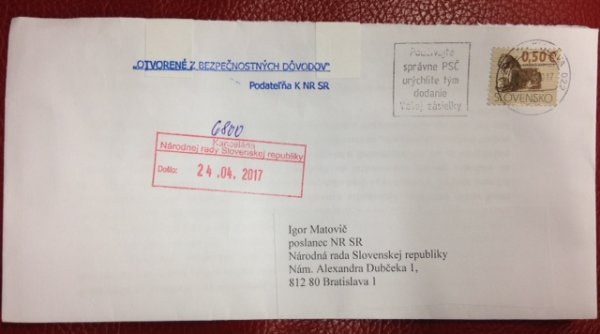 „OTVORENÉ Z BEZPEČNOSTNÝCH DÔVODOV"
Podateľňa K NR SR
Používajte
správne PSČ
urýchlite tým
dodanie
Vašej zásielky
0,50 €
SLOVENSKO
022
6800
Kancelária
Národnej rady Slovenskej republiky
Došlo: 24.04.2017
Igor Matovič
poslanec NR SR
Národná rada Slovenskej republiky
Nám. Alexandra Dubčeka 1,
812 80 Bratislava 1